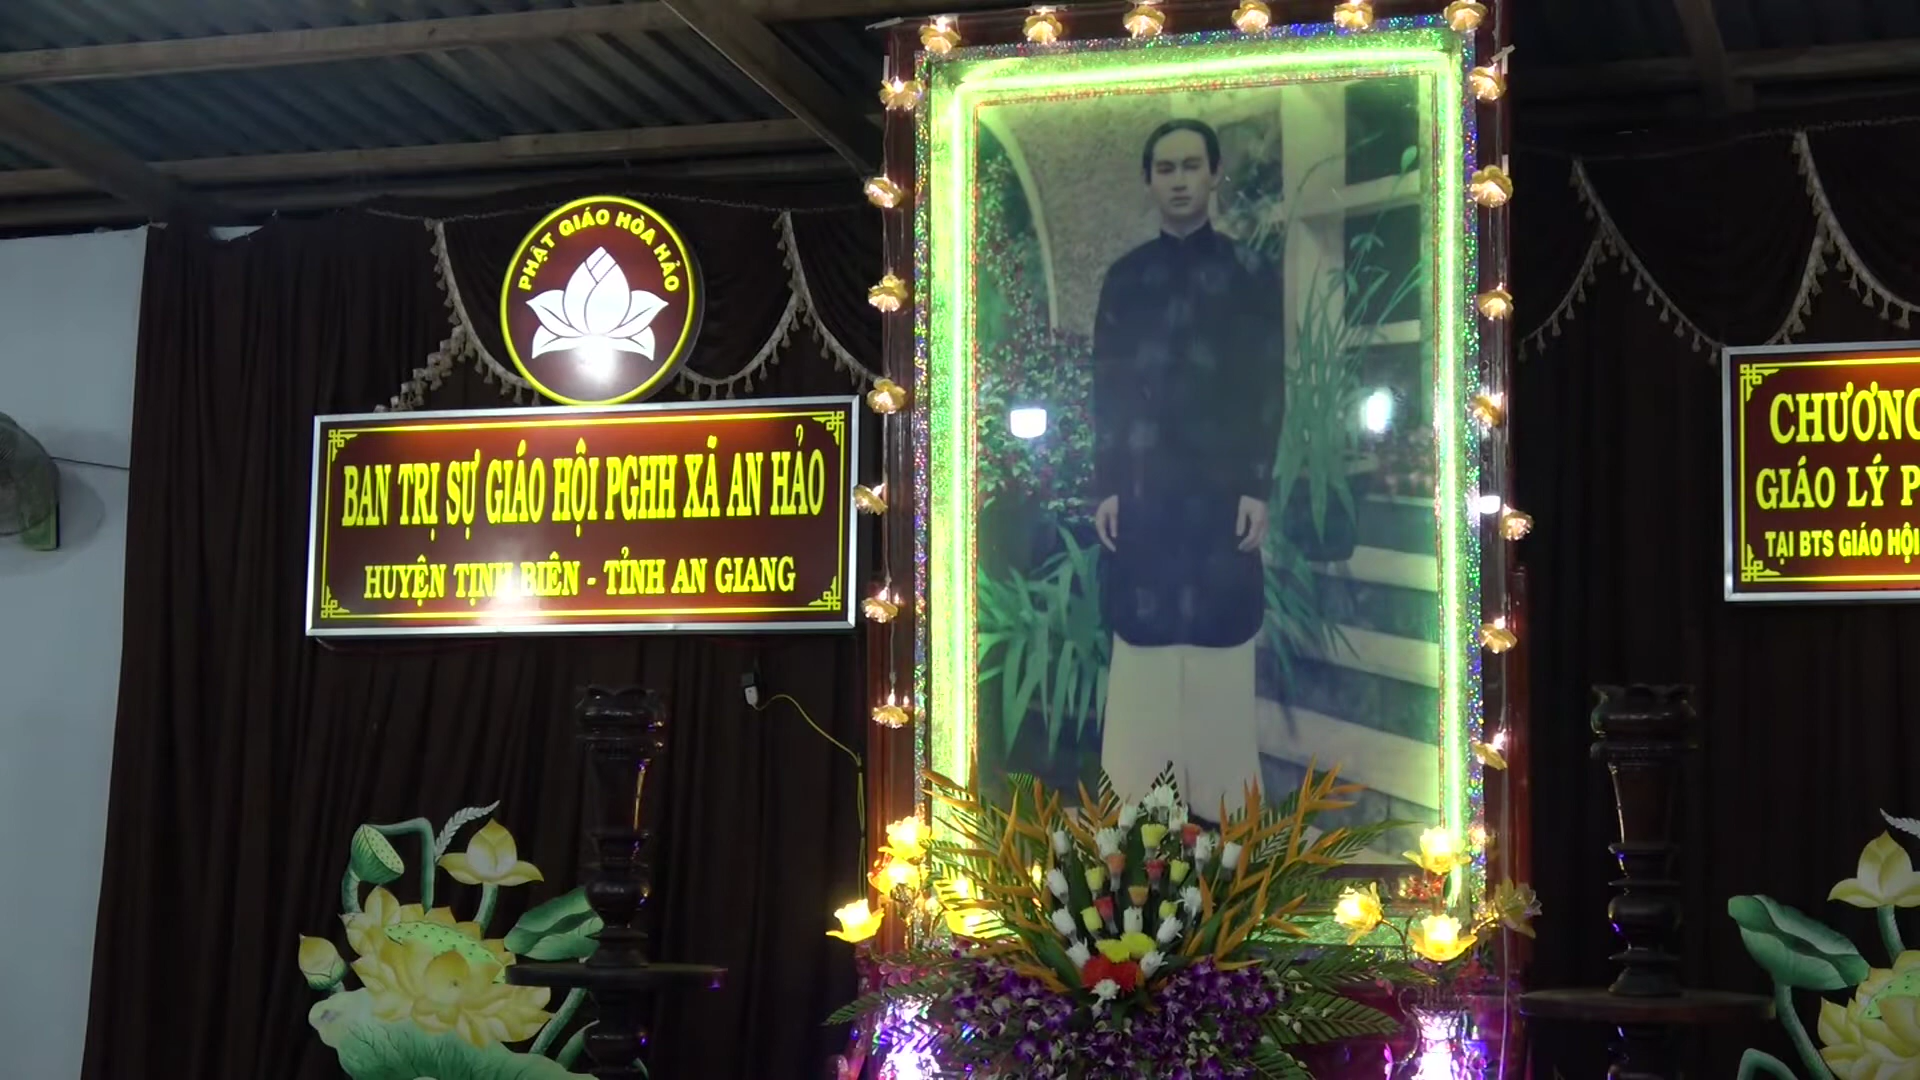 PHẬT GIÁO HÒA HẢO
BAN TRỊ SỰ GIÁO HỘI PGHH XÃ AN HẢO
HUYỆN TỊNH BIÊN - TỈNH AN GIANG
CHƯƠNG
GIÁO LÝ P
TẠI BTS GIÁO HỘI